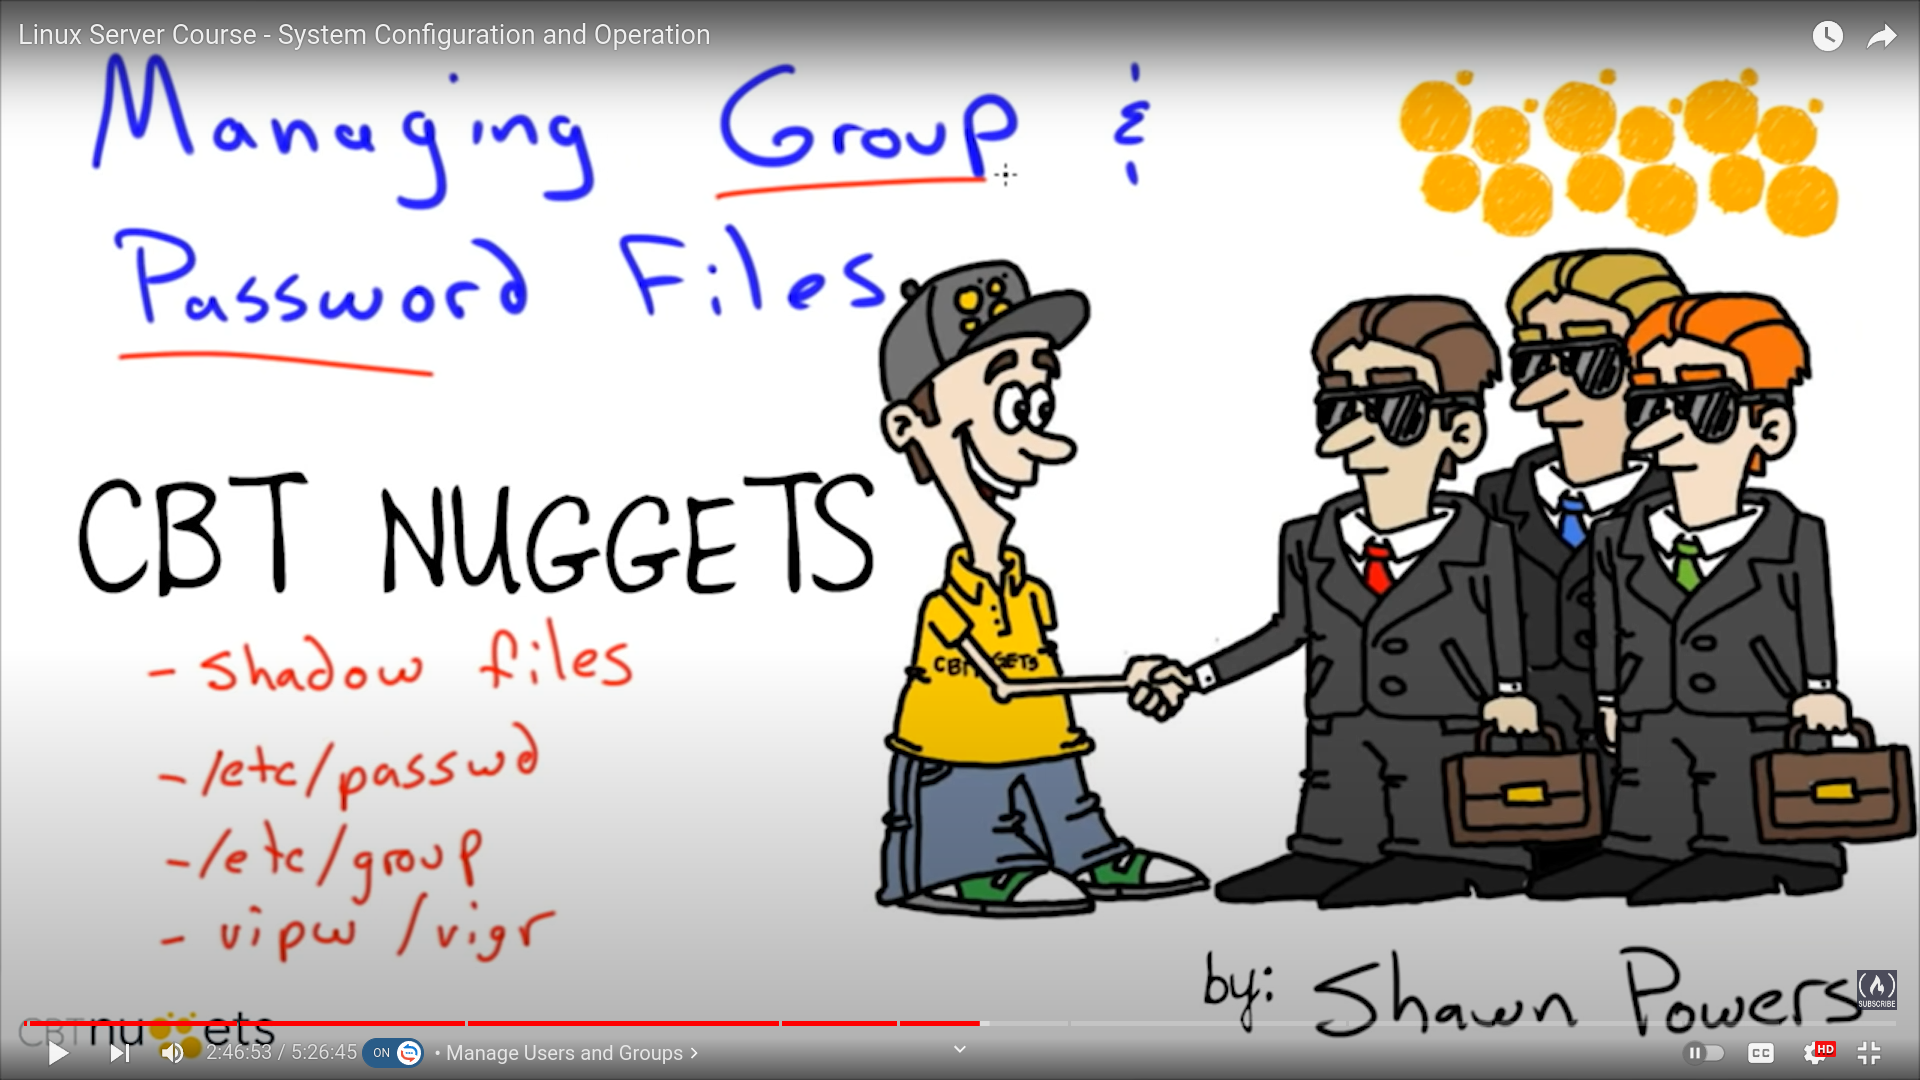 Linux Server Course - System Configuration and Operation
Managing Group &
Password Files
CBT NUGGETS
- shadow files
- /etc/passwd
- /etc/group
- vipw /vigr
by: Shawn Powers
SUBSCRIBE
CBTnuggets
2:46:53 / 5:26:45
ON
• Manage Users and Groups ›
CC
HD